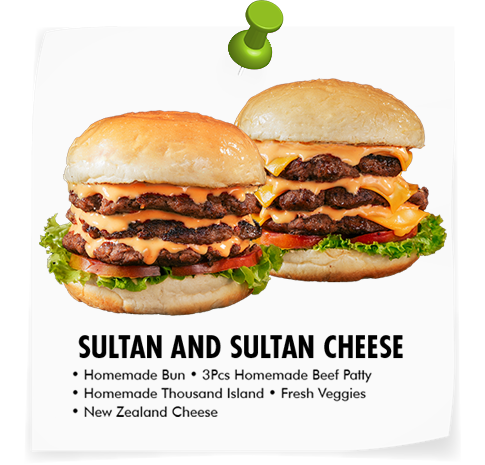 SULTAN AND SULTAN CHEESE
• Homemade Bun • 3Pcs Homemade Beef Patty
• Homemade Thousand Island • Fresh Veggies
• New Zealand Cheese